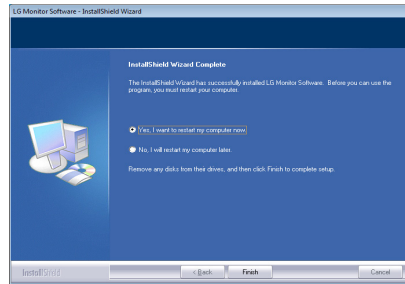 LG Monitor Software - InstallShield Wizard
InstallShield Wizard Complete
The InstallShield Wizard has successfully installed LG Monitor Software. Before you can use the
program, you must restart your computer.
Yes, I want to restart my computer now.
No, I will restart my computer later.
Remove any disks from their drives, and then click Finish to complete setup.
InstallShield
< Back
Finish
Cancel